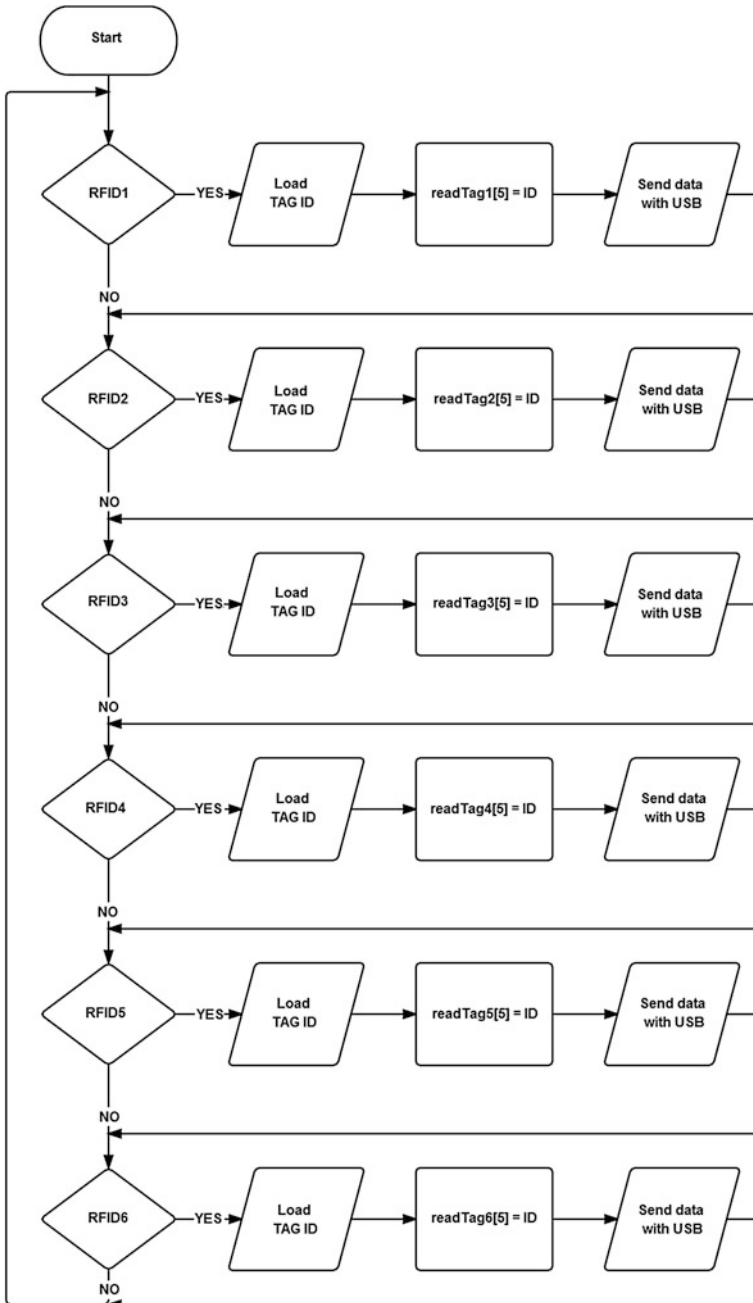 Start
RFID1
YES
Load
TAG ID
readTag1[5] = ID
Send data
with USB
NO
RFID2
YES
Load
TAG ID
readTag2[5] = ID
Send data
with USB
NO
RFID3
YES
Load
TAG ID
readTag3[5] = ID
Send data
with USB
NO
RFID4
YES
Load
TAG ID
readTag4[5] = ID
Send data
with USB
NO
RFID5
YES
Load
TAG ID
readTag5[5] = ID
Send data
with USB
NO
RFID6
YES
Load
TAG ID
readTag6[5] = ID
Send data
with USB
NO